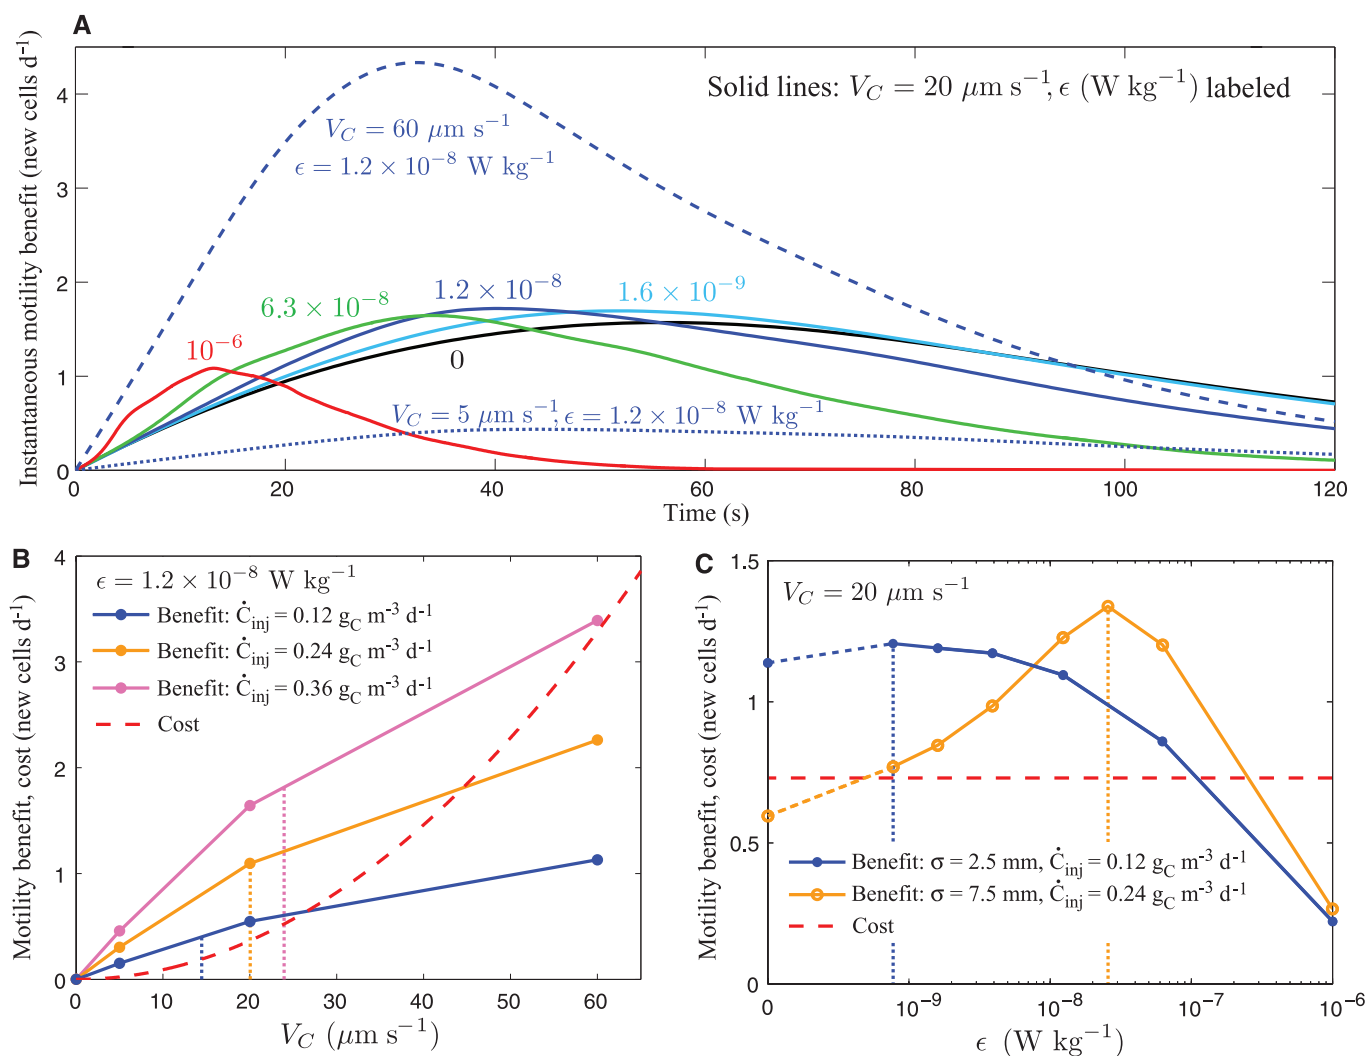 A
Instantaneous motility benefit (new cells d⁻¹)
4
3
2
1
0
Solid lines: V_C = 20 μm s⁻¹, ϵ (W kg⁻¹) labeled
V_C = 60 μm s⁻¹
ϵ = 1.2 × 10⁻⁸ W kg⁻¹
10⁻⁶
6.3 × 10⁻⁸
1.2 × 10⁻⁸
1.6 × 10⁻⁹
0
V_C = 5 μm s⁻¹, ϵ = 1.2 × 10⁻⁸ W kg⁻¹
0 20 40 60 80 100 120
Time (s)
B
Motility benefit, cost (new cells d⁻¹)
4
3
2
1
0
ϵ = 1.2 × 10⁻⁸ W kg⁻¹
Benefit: Ċ_inj = 0.12 g_C m⁻³ d⁻¹
Benefit: Ċ_inj = 0.24 g_C m⁻³ d⁻¹
Benefit: Ċ_inj = 0.36 g_C m⁻³ d⁻¹
Cost
0 10 20 30 40 50 60
V_C (μm s⁻¹)
C
Motility benefit, cost (new cells d⁻¹)
1.5
1
0.5
0
V_C = 20 μm s⁻¹
Benefit: σ = 2.5 mm, Ċ_inj = 0.12 g_C m⁻³ d⁻¹
Benefit: σ = 7.5 mm, Ċ_inj = 0.24 g_C m⁻³ d⁻¹
Cost
0 10⁻⁹ 10⁻⁸ 10⁻⁷ 10⁻⁶
ϵ (W kg⁻¹)